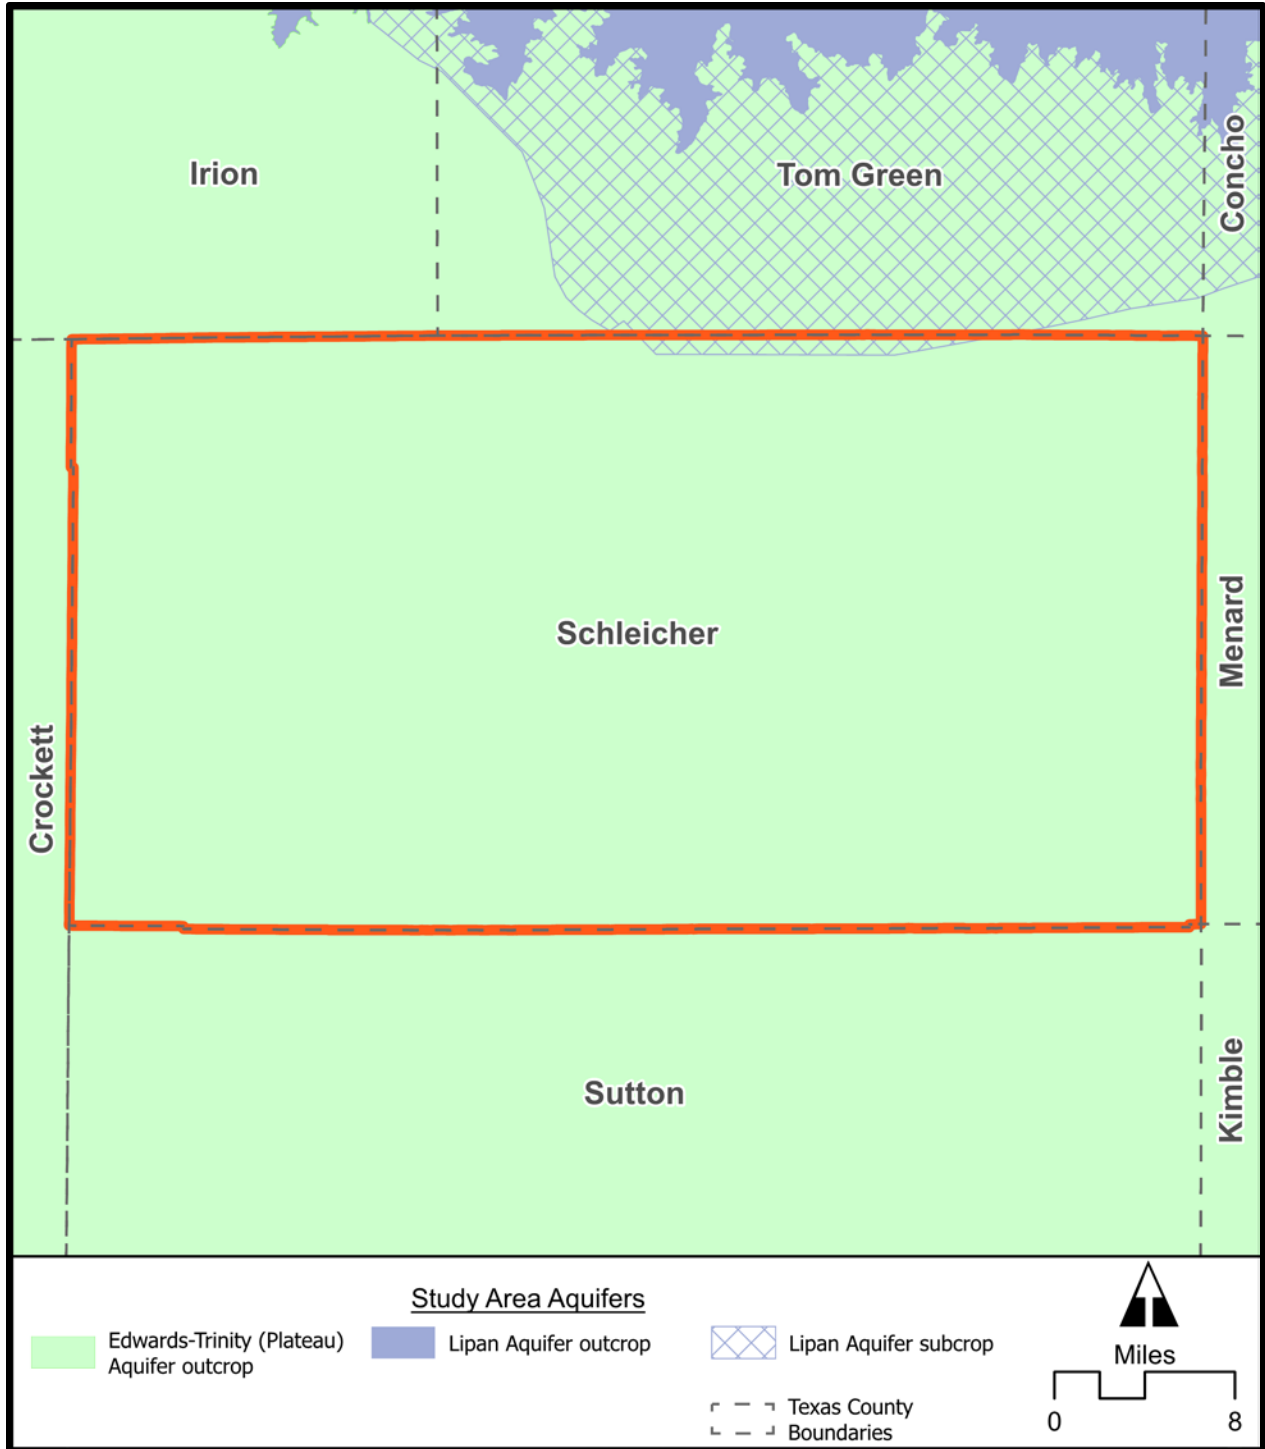 Irion
Tom Green
Concho
Schleicher
Menard
Crockett
Sutton
Kimble
Study Area Aquifers
Edwards-Trinity (Plateau)
Aquifer outcrop
Lipan Aquifer outcrop
Lipan Aquifer subcrop
Texas County
Boundaries
Miles
0 8